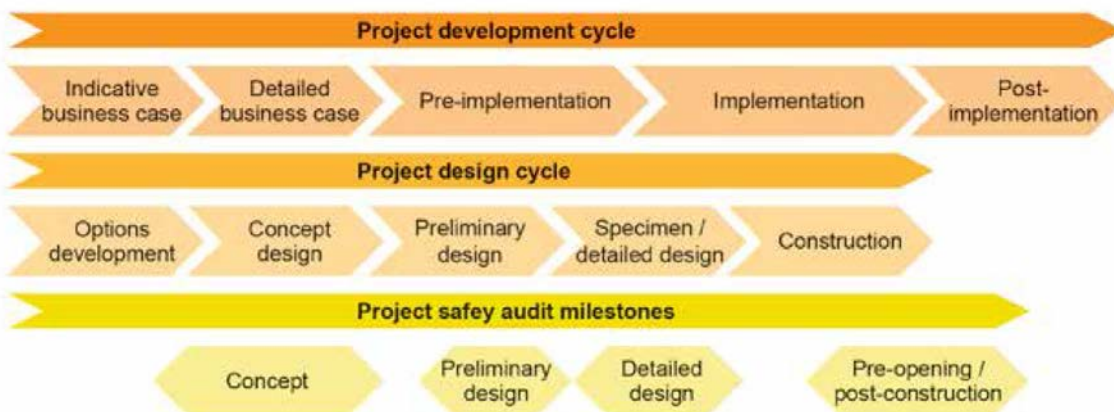 Project development cycle
Indicative
business case
Detailed
business case
Pre-implementation
Implementation
Post-
implementation
Project design cycle
Options
development
Concept
design
Preliminary
design
Specimen /
detailed design
Construction
Project safey audit milestones
Concept
Preliminary
design
Detailed
design
Pre-opening /
post-construction